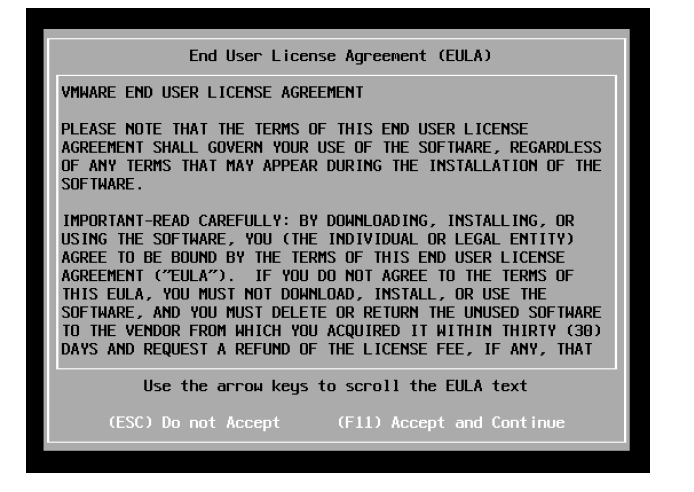 End User License Agreement (EULA)
VMWARE END USER LICENSE AGREEMENT
PLEASE NOTE THAT THE TERMS OF THIS END USER LICENSE
AGREEMENT SHALL GOVERN YOUR USE OF THE SOFTWARE, REGARDLESS
OF ANY TERMS THAT MAY APPEAR DURING THE INSTALLATION OF THE
SOFTWARE.
IMPORTANT-READ CAREFULLY: BY DOWNLOADING, INSTALLING, OR
USING THE SOFTWARE, YOU (THE INDIVIDUAL OR LEGAL ENTITY)
AGREE TO BE BOUND BY THE TERMS OF THIS END USER LICENSE
AGREEMENT ("EULA"). IF YOU DO NOT AGREE TO THE TERMS OF
THIS EULA, YOU MUST NOT DOWNLOAD, INSTALL, OR USE THE
SOFTWARE, AND YOU MUST DELETE OR RETURN THE UNUSED SOFTWARE
TO THE VENDOR FROM WHICH YOU ACQUIRED IT WITHIN THIRTY (30)
DAYS AND REQUEST A REFUND OF THE LICENSE FEE, IF ANY, THAT
Use the arrow keys to scroll the EULA text
(ESC) Do not Accept (F11) Accept and Continue